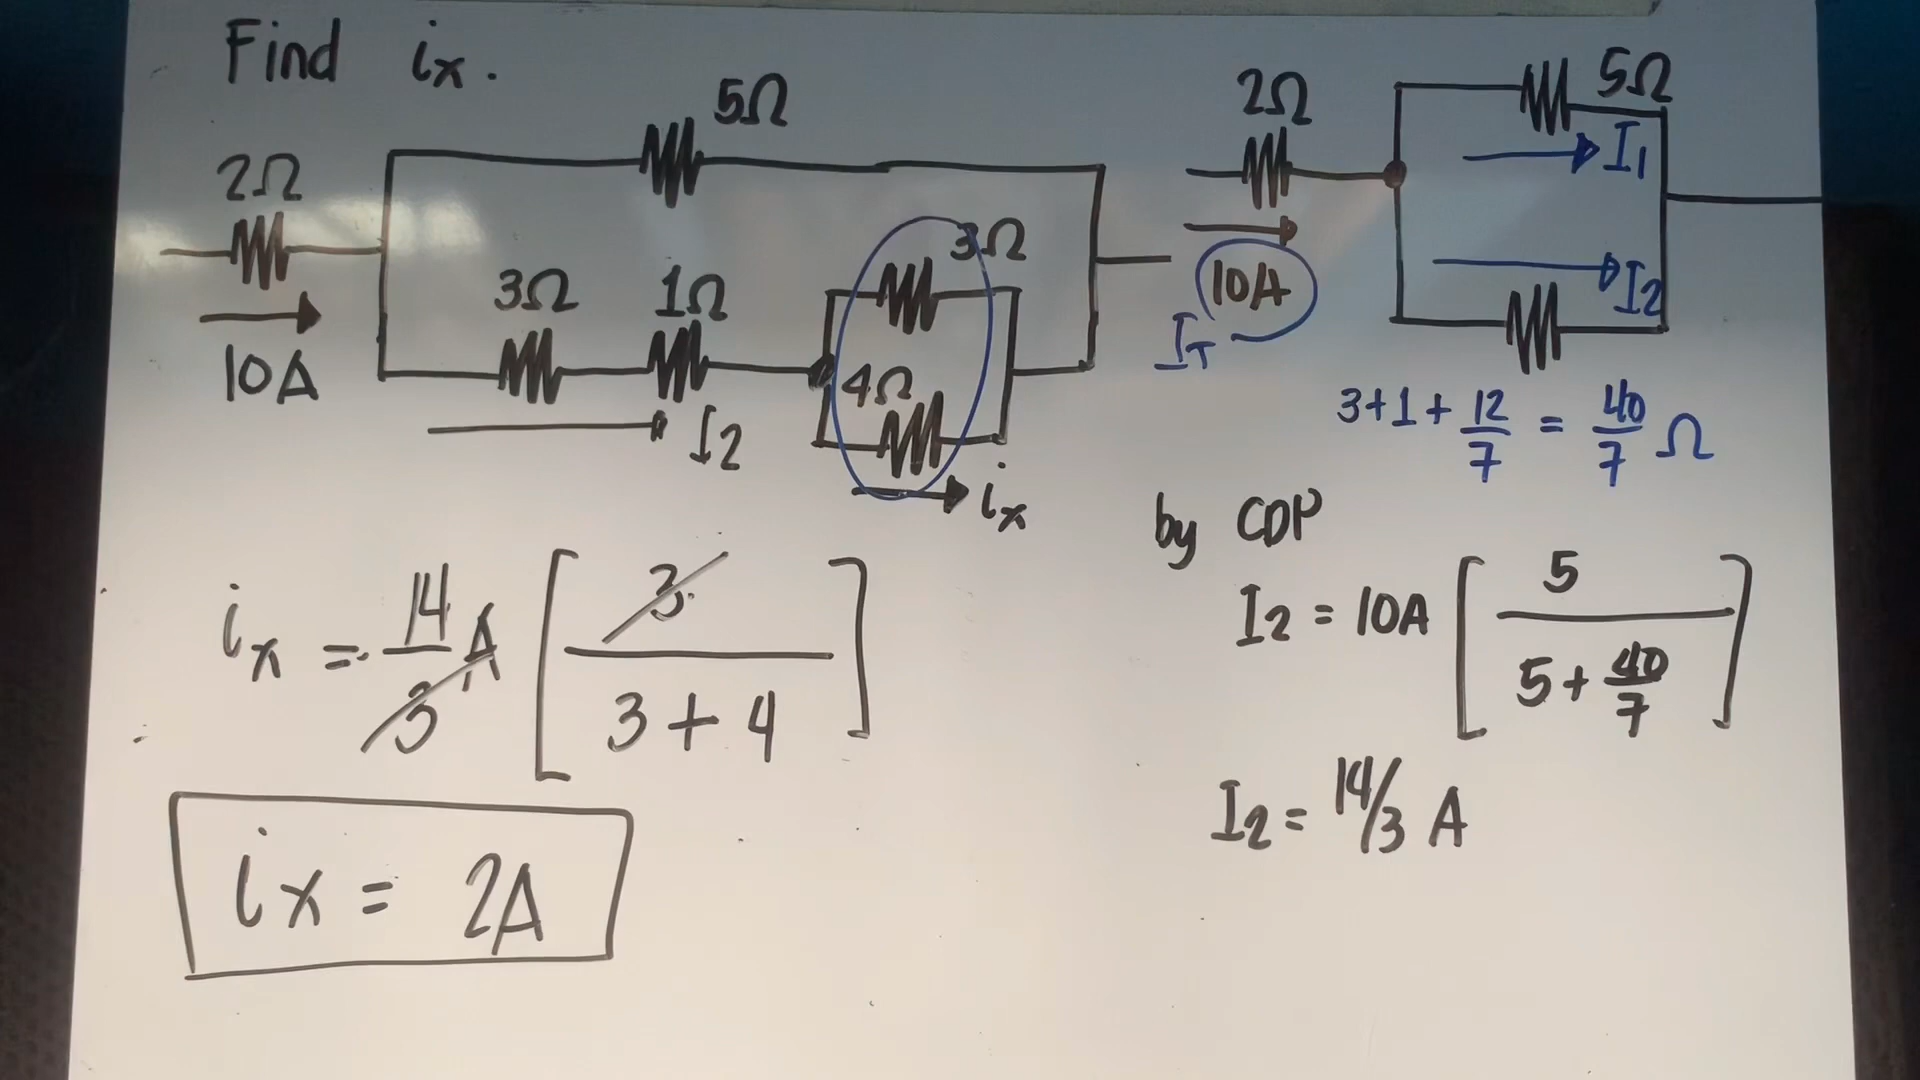 Find ix.
5Ω
2Ω
10A
3Ω
1Ω
3Ω
4Ω
I2
ix
2Ω
10A
IT
5Ω
I1
I2
3+1+12/7 = 40/7 Ω
by CDP
I2 = 10A [5/(5+40/7)]
I2 = 14/3 A
ix = 14/3 A [3/(3+4)]
ix = 2A